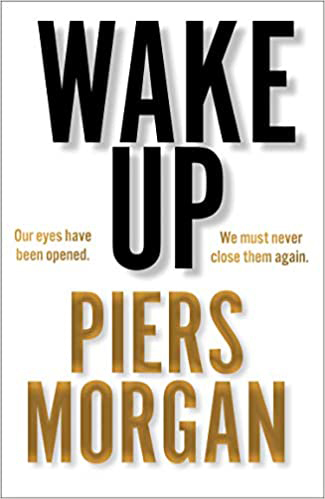 WAKE
UP
Our eyes have
been opened.
We must never
close them again.
PIERS
MORGAN